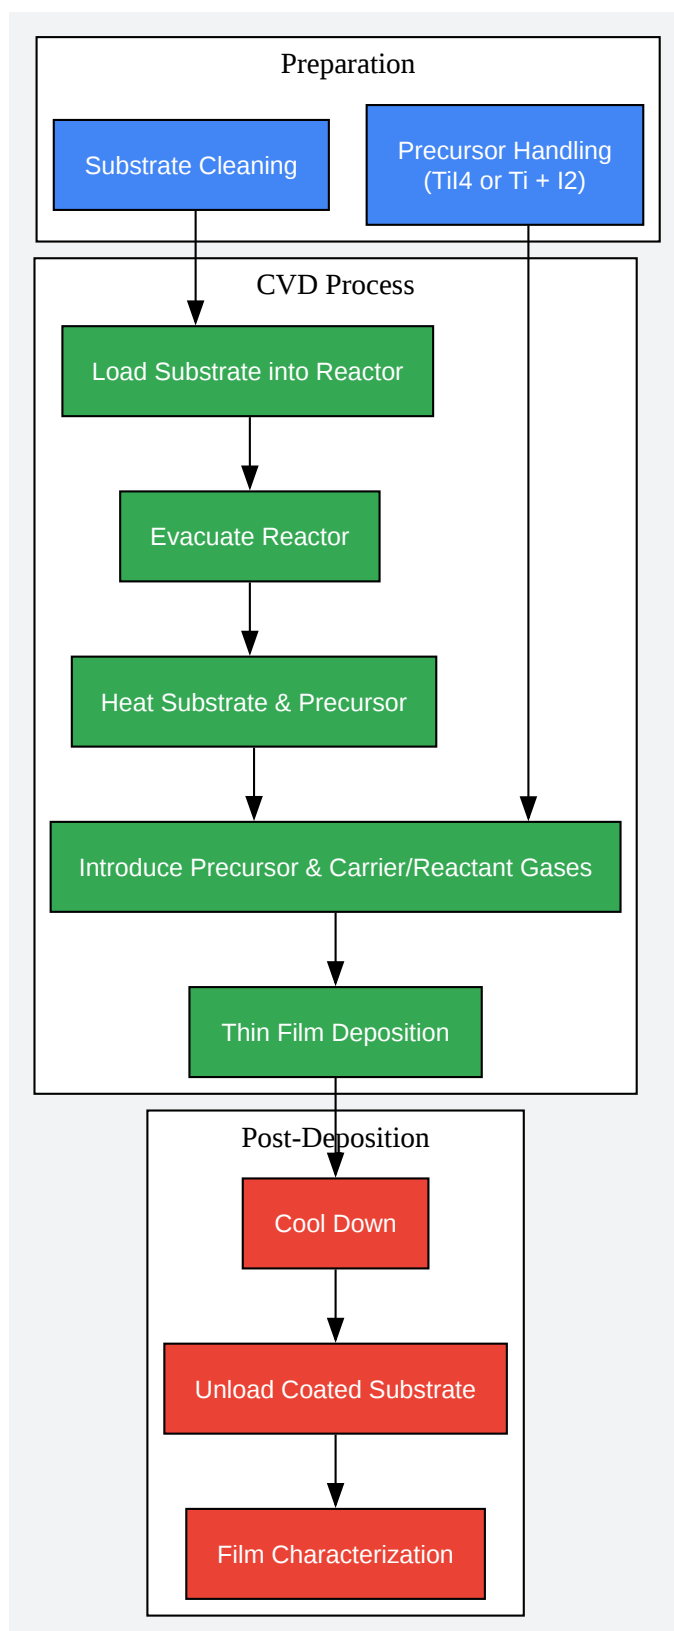 Preparation
Substrate Cleaning
Precursor Handling
(TiI4 or Ti + I2)
CVD Process
Load Substrate into Reactor
Evacuate Reactor
Heat Substrate & Precursor
Introduce Precursor & Carrier/Reactant Gases
Thin Film Deposition
Post-Deposition
Cool Down
Unload Coated Substrate
Film Characterization